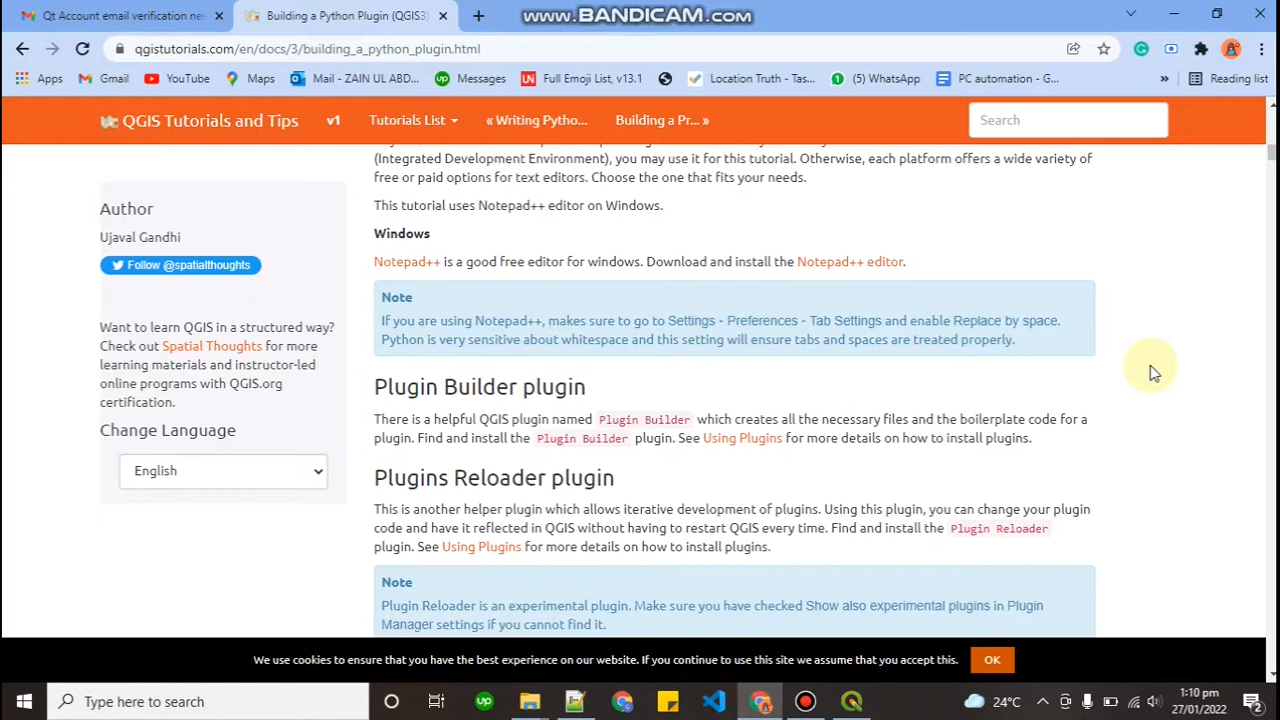 www.BANDICAM.com
Qt Account email verification nee
Building a Python Plugin (QGIS3)
qgistutorials.com/en/docs/3/building_a_python_plugin.html
Apps Gmail YouTube Maps Mail - ZAIN UL ABD... Messages Full Emoji List, v13.1 Location Truth - Tas... (5) WhatsApp PC automation - G... » Reading list
QGIS Tutorials and Tips v1 Tutorials List « Writing Pytho... Building a Pr... » Search
(Integrated Development Environment), you may use it for this tutorial. Otherwise, each platform offers a wide variety of
free or paid options for text editors. Choose the one that fits your needs.
This tutorial uses Notepad++ editor on Windows.
Windows
Notepad++ is a good free editor for windows. Download and install the Notepad++ editor.
Note
If you are using Notepad++, makes sure to go to Settings - Preferences - Tab Settings and enable Replace by space.
Python is very sensitive about whitespace and this setting will ensure tabs and spaces are treated properly.
Plugin Builder plugin
There is a helpful QGIS plugin named Plugin Builder which creates all the necessary files and the boilerplate code for a
plugin. Find and install the Plugin Builder plugin. See Using Plugins for more details on how to install plugins.
Plugins Reloader plugin
This is another helper plugin which allows iterative development of plugins. Using this plugin, you can change your plugin
code and have it reflected in QGIS without having to restart QGIS every time. Find and install the Plugin Reloader
plugin. See Using Plugins for more details on how to install plugins.
Note
Plugin Reloader is an experimental plugin. Make sure you have checked Show also experimental plugins in Plugin
Manager settings if you cannot find it.
Author
Ujaval Gandhi
Follow @spatialthoughts
Want to learn QGIS in a structured way?
Check out Spatial Thoughts for more
learning materials and instructor-led
online programs with QGIS.org
certification.
Change Language
English
We use cookies to ensure that you have the best experience on our website. If you continue to use this site we assume that you accept this. OK
Type here to search
24°C
1:10 pm
27/01/2022
2